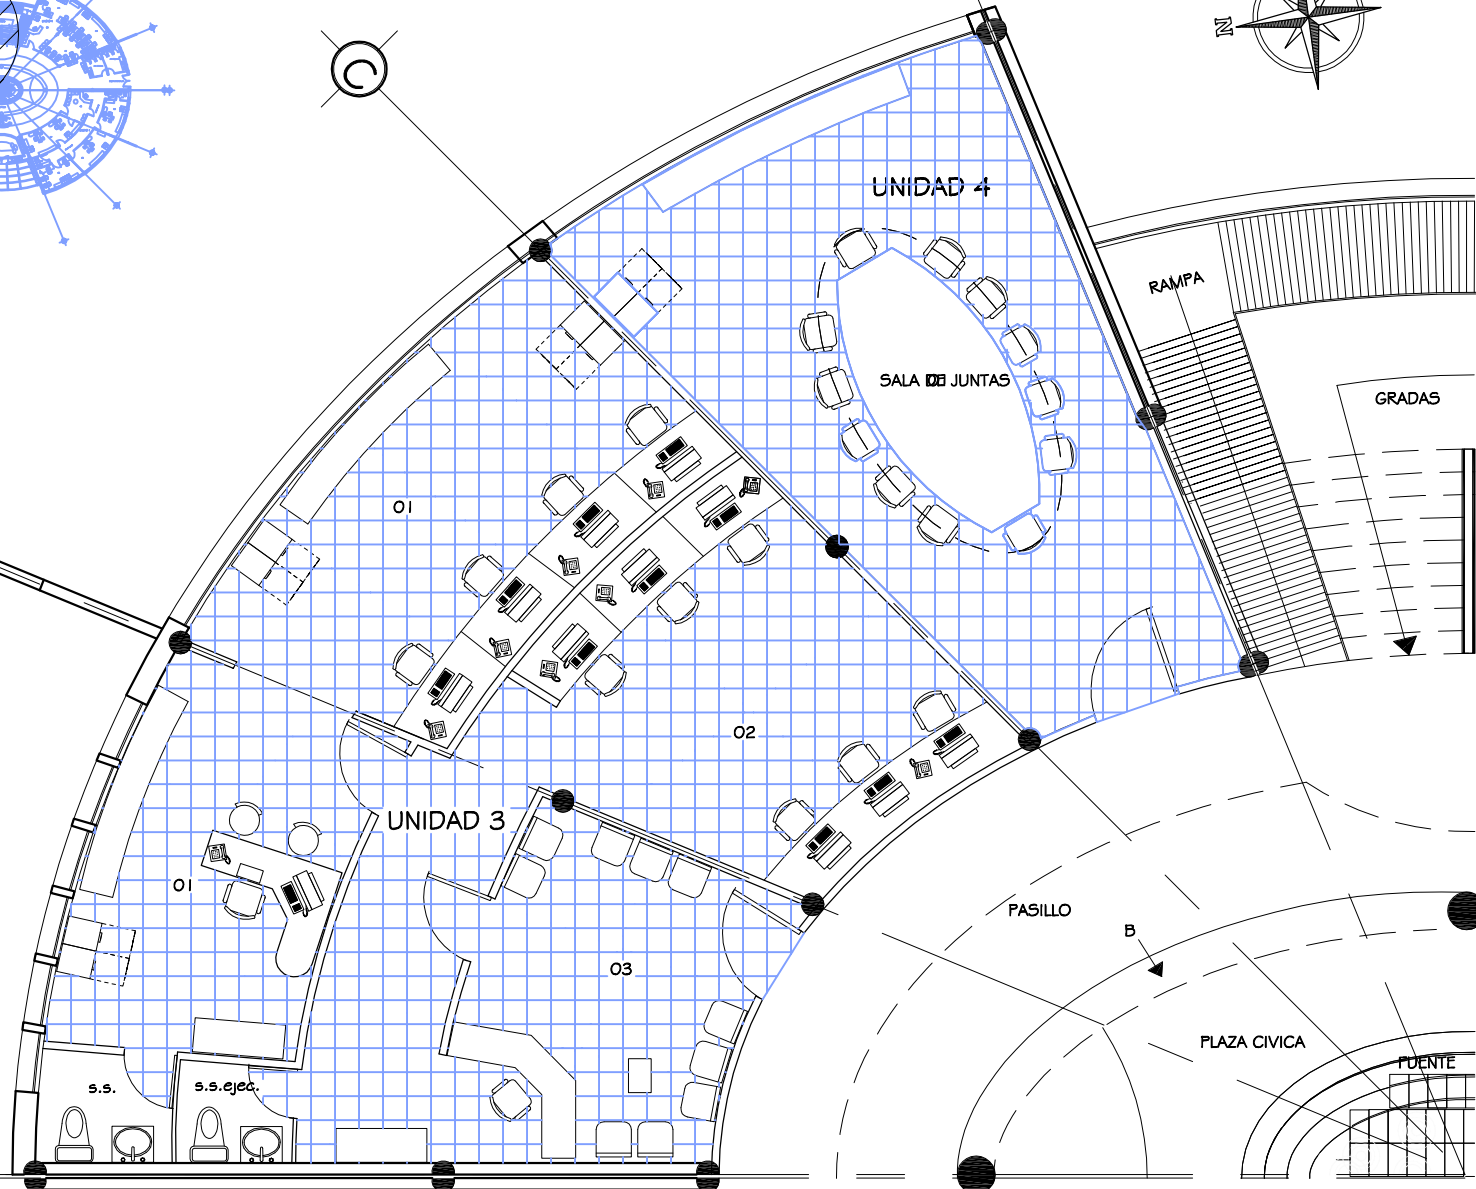 N
UNIDAD 4
RAMPA
SALA DE JUNTAS
GRADAS
01
02
UNIDAD 3
01
PASILLO
B
03
PLAZA CIVICA
FUENTE
s.s.
s.s.ejec.